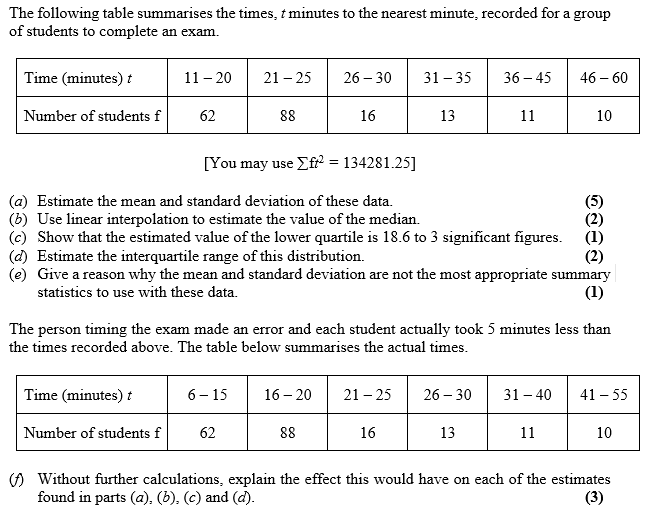 The following table summarises the times, t minutes to the nearest minute, recorded for a group
of students to complete an exam.
Time (minutes) t 11 – 20 21 – 25 26 – 30 31 – 35 36 – 45 46 – 60
Number of students f 62 88 16 13 11 10
[You may use ∑ft² = 134281.25]
(a) Estimate the mean and standard deviation of these data. (5)
(b) Use linear interpolation to estimate the value of the median. (2)
(c) Show that the estimated value of the lower quartile is 18.6 to 3 significant figures. (1)
(d) Estimate the interquartile range of this distribution. (2)
(e) Give a reason why the mean and standard deviation are not the most appropriate summary
statistics to use with these data. (1)
The person timing the exam made an error and each student actually took 5 minutes less than
the times recorded above. The table below summarises the actual times.
Time (minutes) t 6 – 15 16 – 20 21 – 25 26 – 30 31 – 40 41 – 55
Number of students f 62 88 16 13 11 10
(f) Without further calculations, explain the effect this would have on each of the estimates
found in parts (a), (b), (c) and (d). (3)